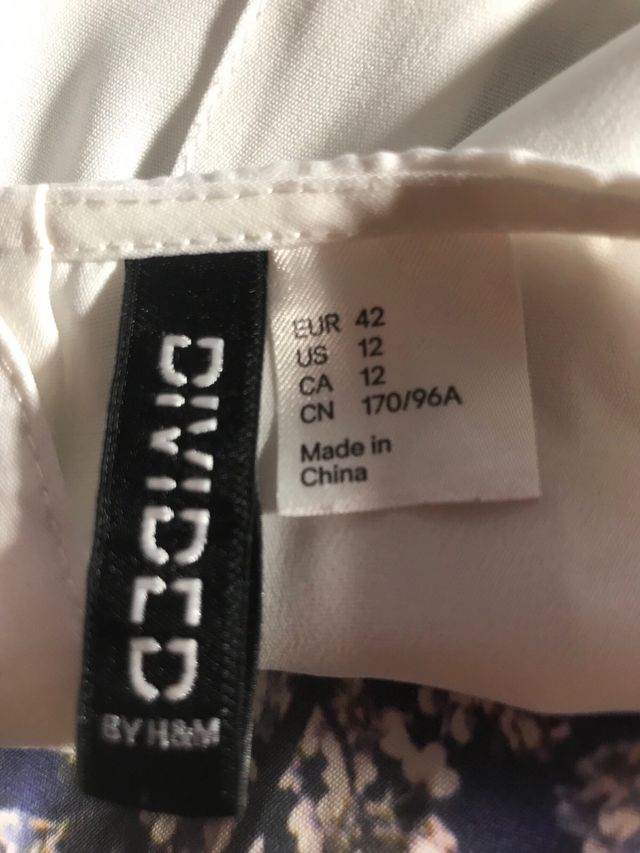 DIVIDED
BY H&M
EUR 42
US 12
CA 12
CN 170/96A
Made in
China